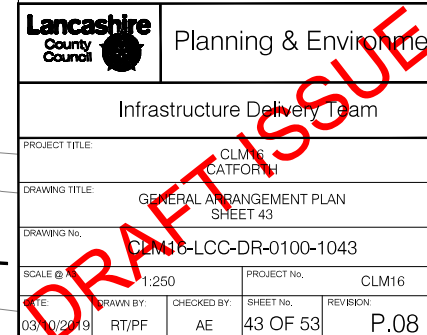 Lancashire
County
Council
Planning & Environme
Infrastructure Delivery Team
PROJECT TITLE:
CLM16
CATFORTH
DRAWING TITLE:
GENERAL ARRANGEMENT PLAN
SHEET 43
DRAWING No.
CLM16-LCC-DR-0100-1043
SCALE @
1:250
PROJECT No.
CLM16
DATE:
03/10/2019
DRAWN BY:
RT/PF
CHECKED BY:
AE
SHEET No.
43 OF 53
REVISION:
P.08
DRAFT ISSUE